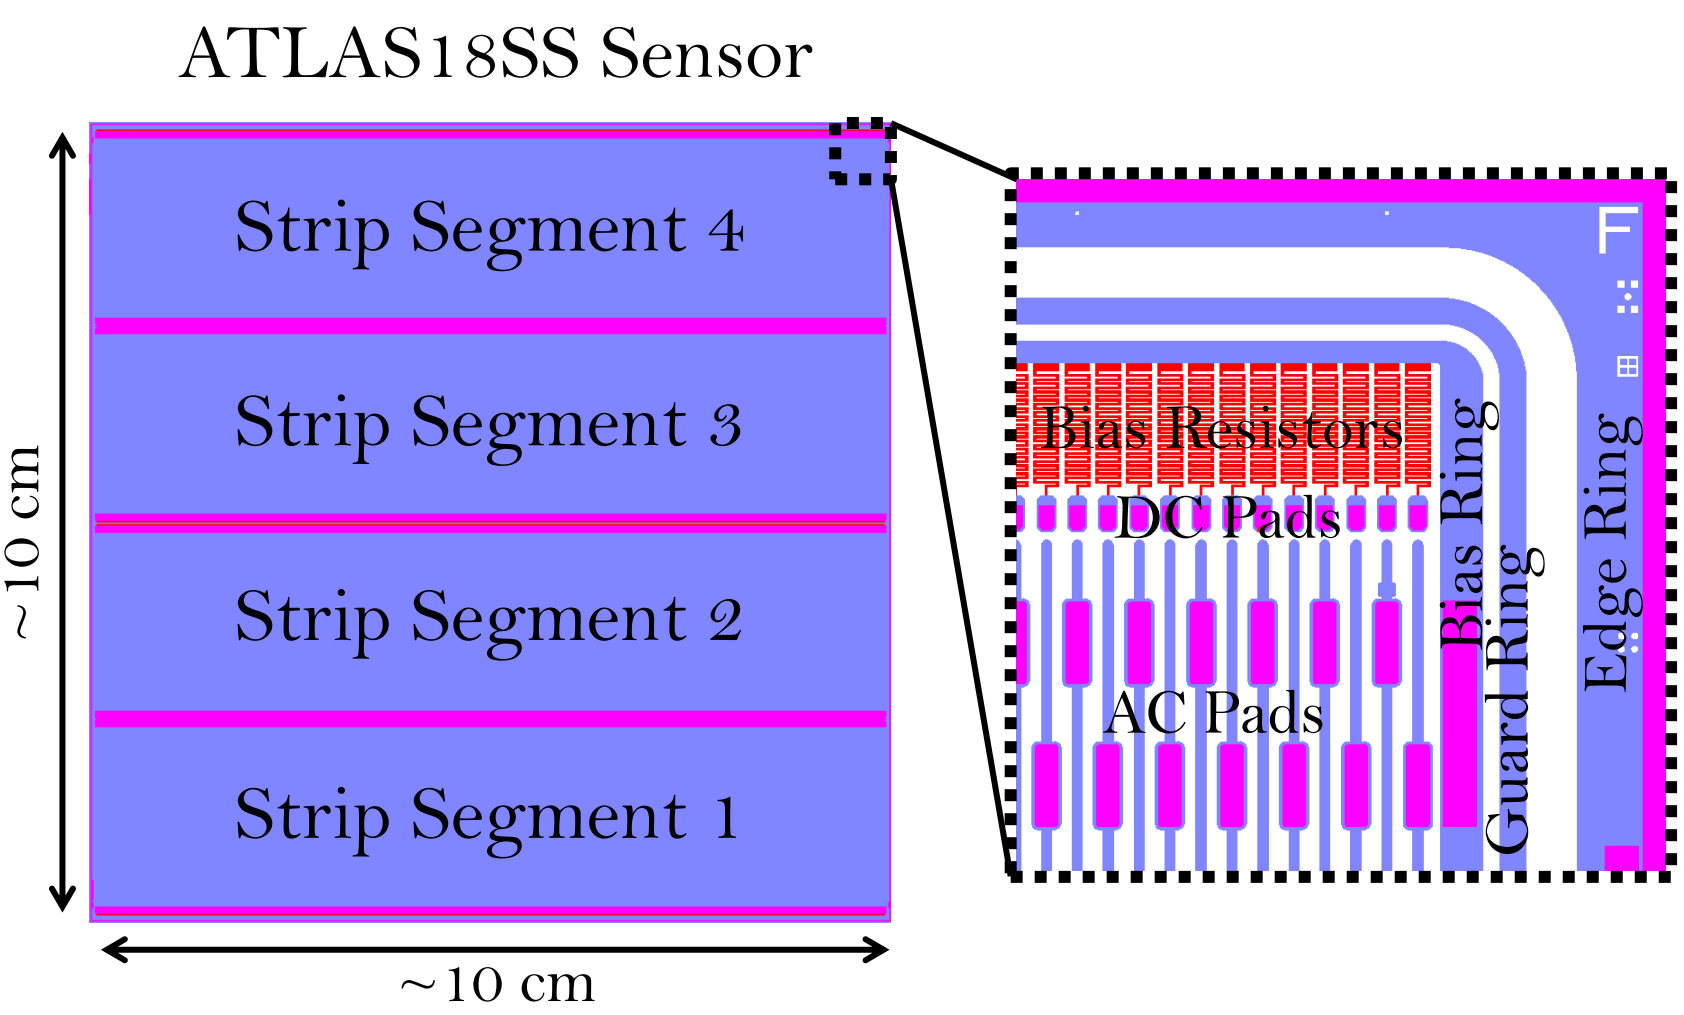 ATLAS18SS Sensor
Strip Segment 4
Strip Segment 3
Strip Segment 2
Strip Segment 1
~10 cm
~10 cm
F
Bias Resistors
DC Pads
AC Pads
Bias Ring
Guard Ring
Edge Ring